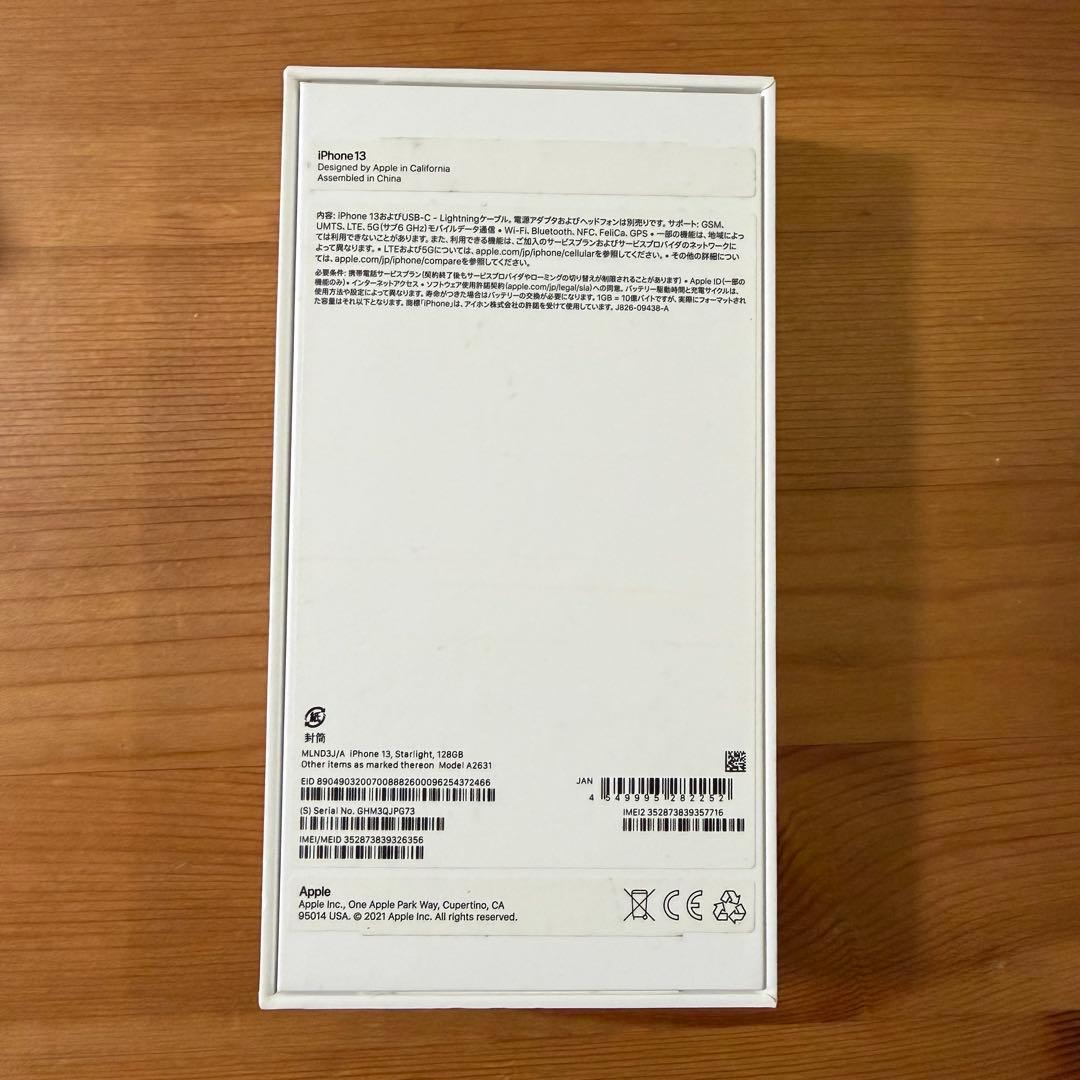 iPhone 13
Designed by Apple in California
Assembled in China
内容: iPhone 13およびUSB-C - Lightningケーブル。電源アダプタおよびヘッドフォンは別売りです。サポート: GSM、
UMTS、LTE、5G(サブ6 GHz)モバイルデータ通信 • Wi-Fi、Bluetooth、NFC、FeliCa、GPS • 一部の機能は、地域によっ
ては利用できないことがあります。また、利用できる機能は、ご加入のサービスプランおよびサービスプロバイダのネットワークに
よって異なります。• LTEおよび5Gについては、apple.com/jp/iphone/cellularを参照してください。• その他の詳細につい
ては、apple.com/jp/iphone/compareを参照してください。
必要条件: 携帯電話サービスプラン(契約終了後もサービスプロバイダやローミングの切り替えが制限されることがあります) • Apple ID(一部の
機能のみ) • インターネットアクセス • ソフトウェア使用許諾契約(apple.com/jp/legal/sla)への同意。バッテリー駆動時間と充電サイクルは、
使用方法や設定によって異なります。寿命がつきた場合はバッテリーの交換が必要になります。1GB = 10億バイトですが、実際にフォーマットされ
た容量はそれ以下となります。商標「iPhone」は、アイホン株式会社の許諾を受けて使用しています。J826-09438-A
紙
封筒
MLND3J/A iPhone 13, Starlight, 128GB
Other items as marked thereon Model A2631
EID 89049032007008882600096254372466
(S) Serial No. GHM3QJPG73
IMEI/MEID 352873839326356
JAN
4 549995 282252
IMEI2 352873839357716
Apple
Apple Inc., One Apple Park Way, Cupertino, CA
95014 USA. © 2021 Apple Inc. All rights reserved.
CE